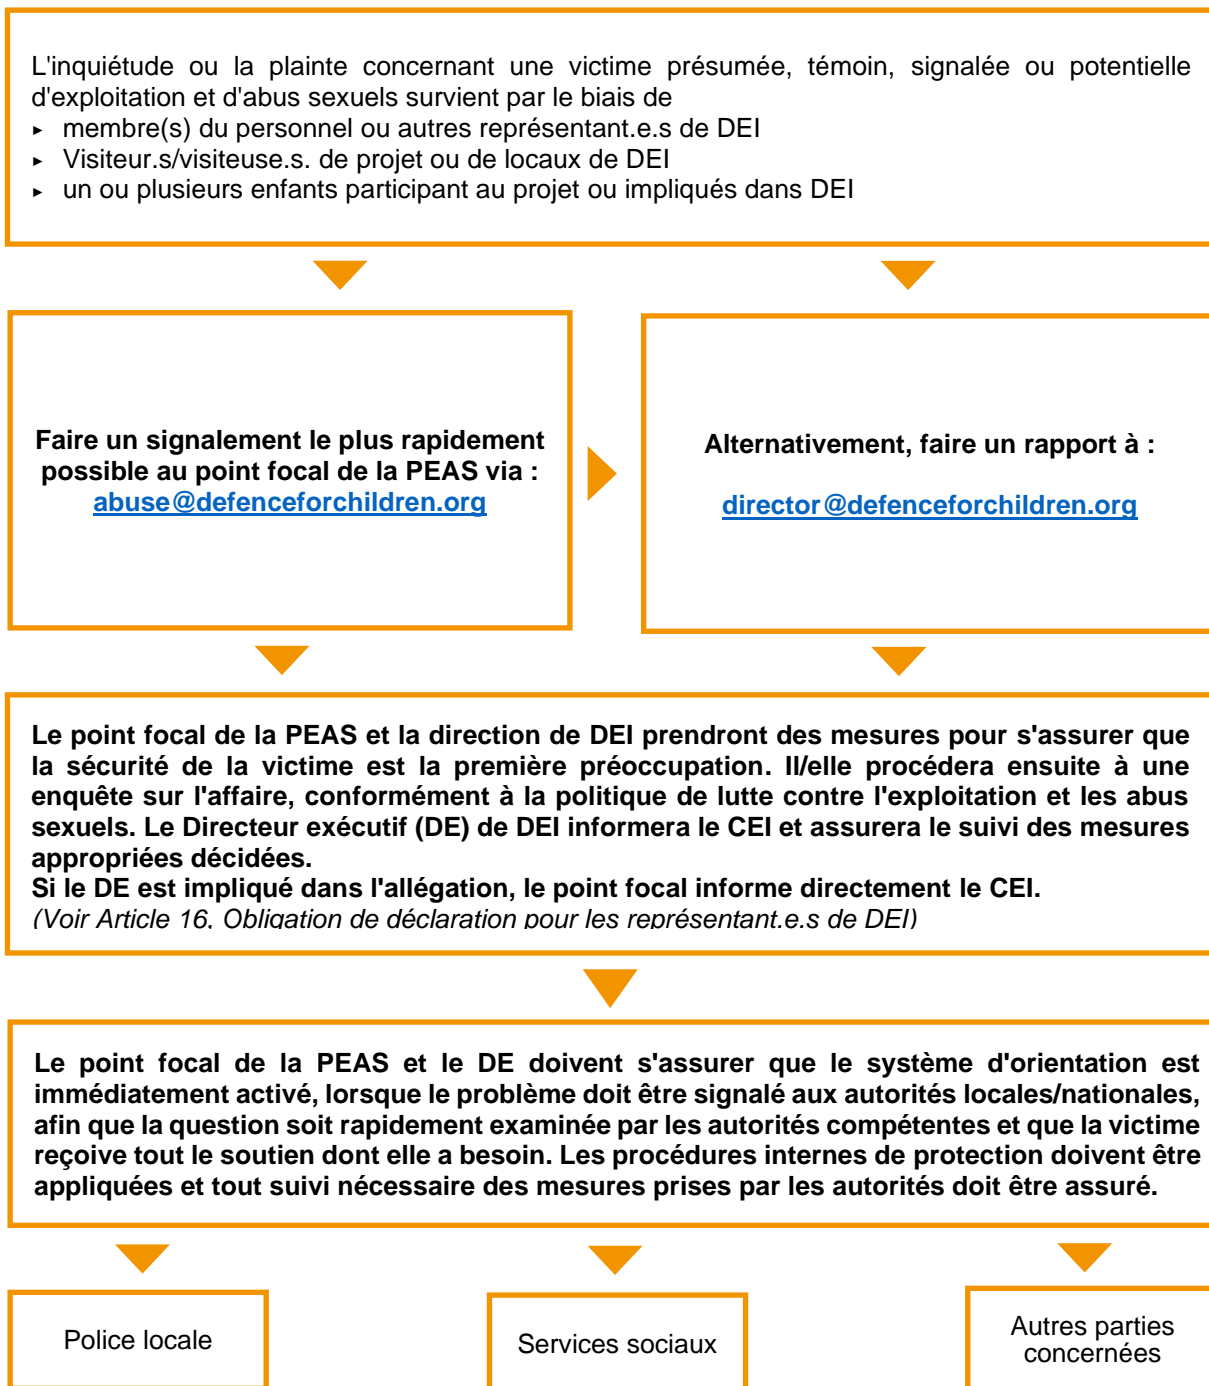 L'inquiétude ou la plainte concernant une victime présumée, témoin, signalée ou potentielle
d'exploitation et d'abus sexuels survient par le biais de
▸ membre(s) du personnel ou autres représentant.e.s de DEI
▸ Visiteur.s/visiteuse.s. de projet ou de locaux de DEI
▸ un ou plusieurs enfants participant au projet ou impliqués dans DEI
Faire un signalement le plus rapidement
possible au point focal de la PEAS via :
abuse@defenceforchildren.org
Alternativement, faire un rapport à :
director@defenceforchildren.org
Le point focal de la PEAS et la direction de DEI prendront des mesures pour s'assurer que
la sécurité de la victime est la première préoccupation. Il/elle procédera ensuite à une
enquête sur l'affaire, conformément à la politique de lutte contre l'exploitation et les abus
sexuels. Le Directeur exécutif (DE) de DEI informera le CEI et assurera le suivi des mesures
appropriées décidées.
Si le DE est impliqué dans l'allégation, le point focal informe directement le CEI.
(Voir Article 16, Obligation de déclaration pour les représentant.e.s de DEI)
Le point focal de la PEAS et le DE doivent s'assurer que le système d'orientation est
immédiatement activé, lorsque le problème doit être signalé aux autorités locales/nationales,
afin que la question soit rapidement examinée par les autorités compétentes et que la victime
reçoive tout le soutien dont elle a besoin. Les procédures internes de protection doivent être
appliquées et tout suivi nécessaire des mesures prises par les autorités doit être assuré.
Police locale
Services sociaux
Autres parties
concernées